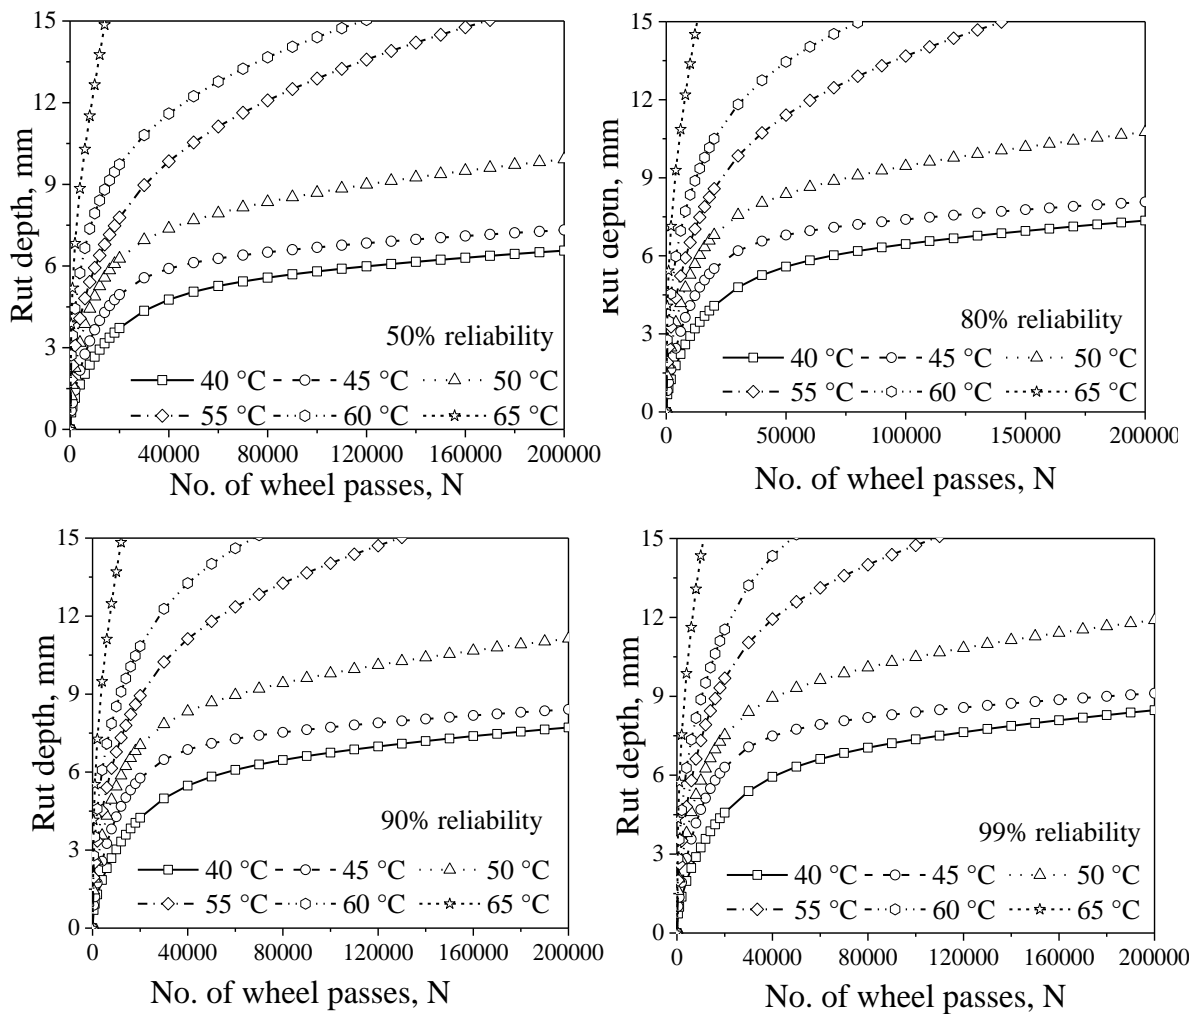 Rut depth, mm
15
12
9
6
3
0
50% reliability
40 °C 45 °C 50 °C
55 °C 60 °C 65 °C
0 40000 80000 120000 160000 200000
No. of wheel passes, N
Rut depth, mm
15
12
9
6
3
0
80% reliability
40 °C 45 °C 50 °C
55 °C 60 °C 65 °C
0 50000 100000 150000 200000
No. of wheel passes, N
Rut depth, mm
15
12
9
6
3
0
90% reliability
40 °C 45 °C 50 °C
55 °C 60 °C 65 °C
0 40000 80000 120000 160000 200000
No. of wheel passes, N
Rut depth, mm
15
12
9
6
3
0
99% reliability
40 °C 45 °C 50 °C
55 °C 60 °C 65 °C
0 40000 80000 120000 160000 200000
No. of wheel passes, N